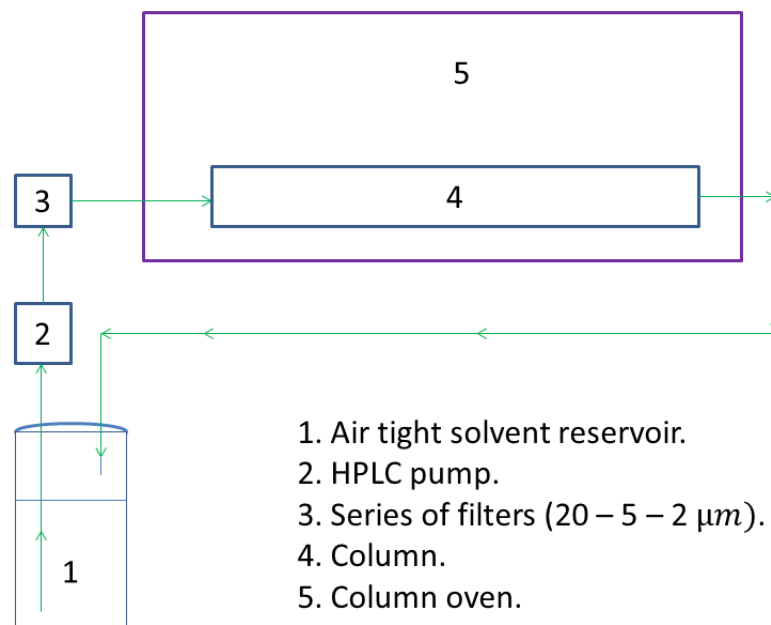 5
3
4
2
1
1. Air tight solvent reservoir.
2. HPLC pump.
3. Series of filters (20 – 5 – 2 μm).
4. Column.
5. Column oven.